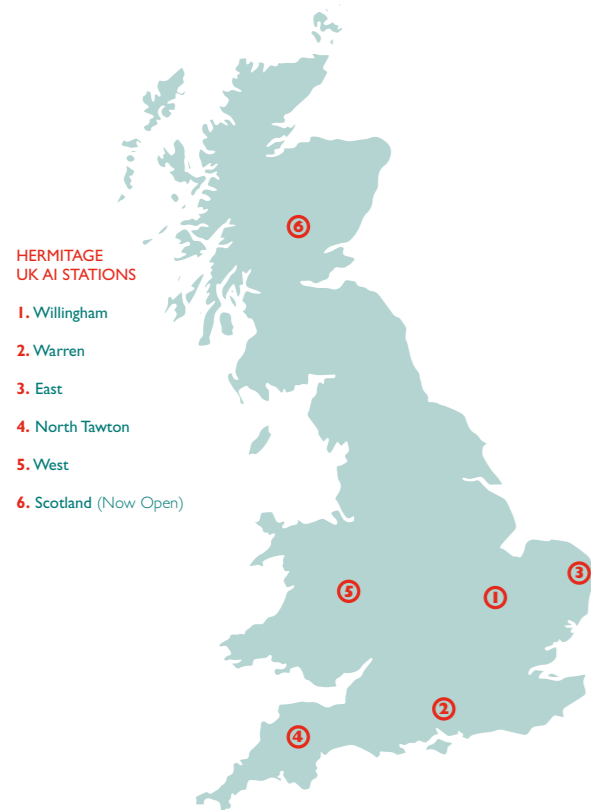 6
HERMITAGE
UK AI STATIONS
1. Willingham
2. Warren
3. East
4. North Tawton
5. West
6. Scotland (Now Open)
3
5
1
2
4